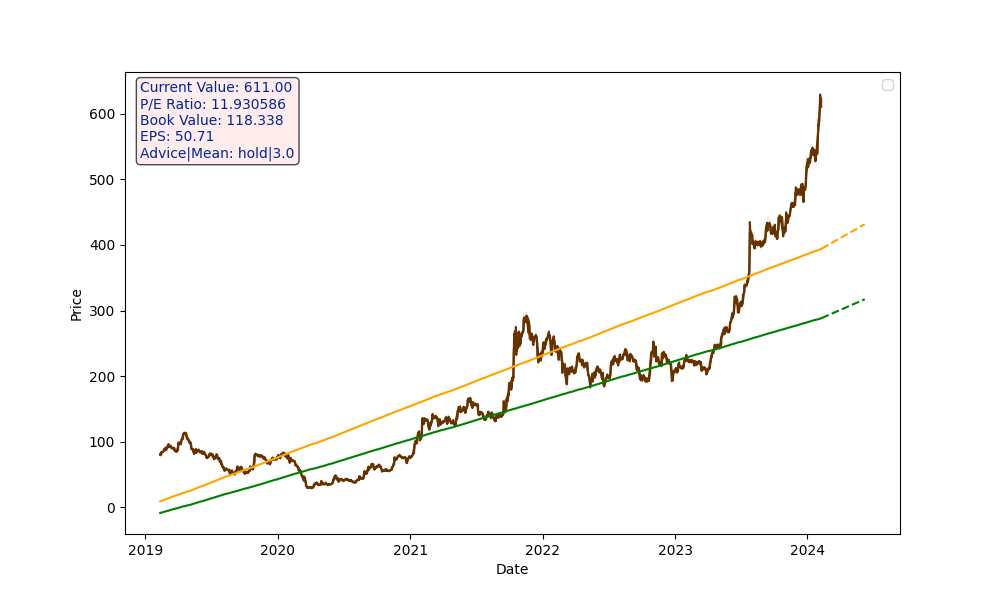 Current Value: 611.00
P/E Ratio: 11.930586
Book Value: 118.338
EPS: 50.71
Advice|Mean: hold|3.0
600
500
400
300
200
100
0
Price
2019 2020 2021 2022 2023 2024
Date